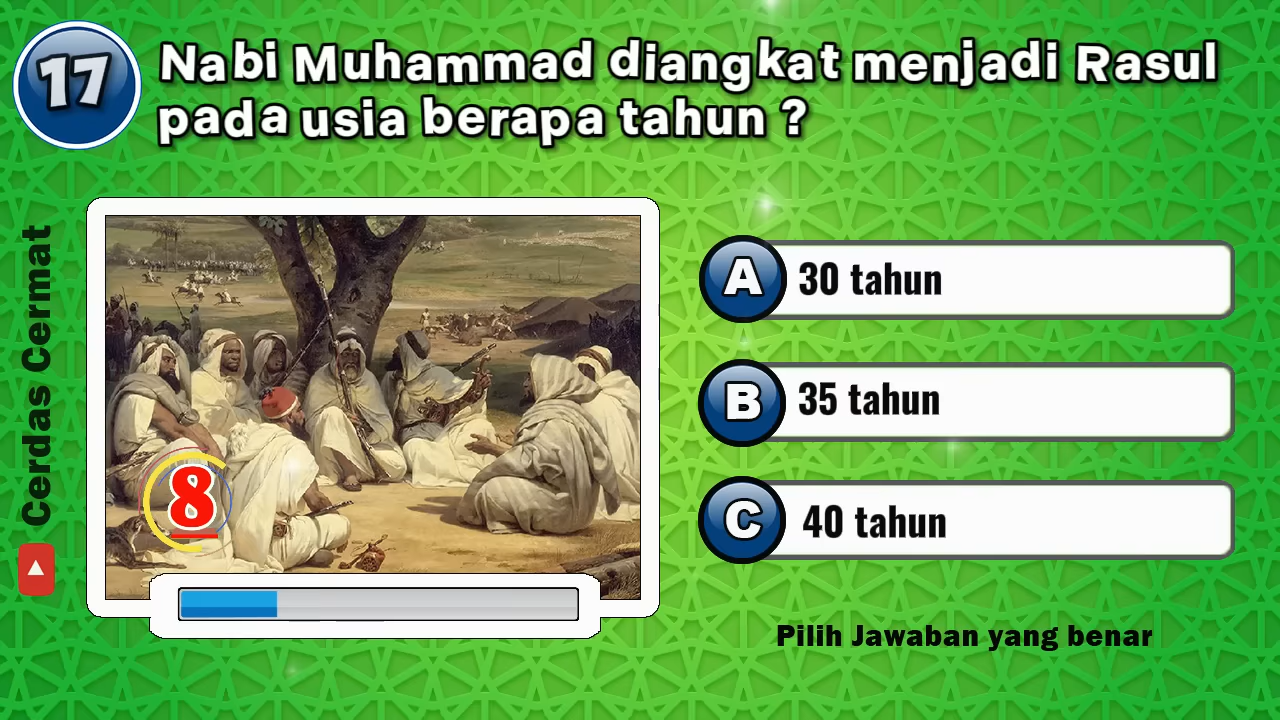 17
Nabi Muhammad diangkat menjadi Rasul
pada usia berapa tahun ?
Cerdas Cermat
8
A 30 tahun
B 35 tahun
C 40 tahun
Pilih Jawaban yang benar